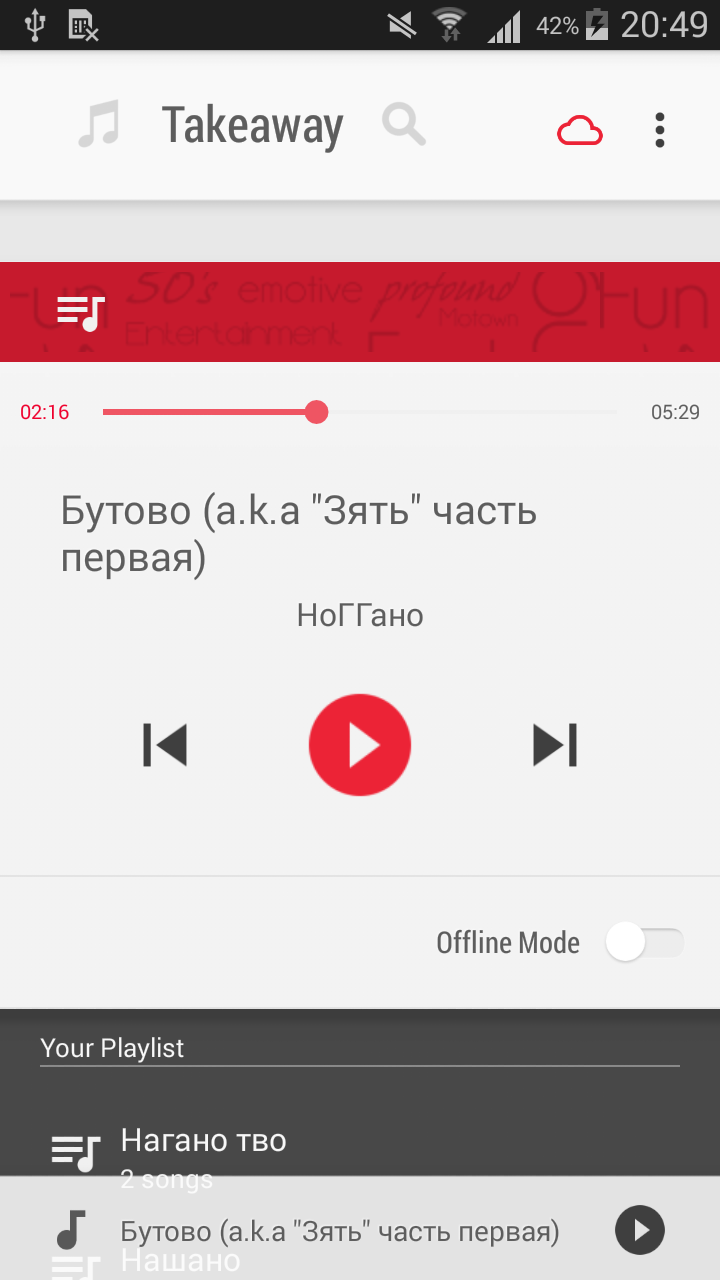 42% 20:49
Takeaway
50's emotive profound Fun
Entertainment Motown
02:16 05:29
Бутово (a.k.a "Зять" часть
первая)
НоГГано
Offline Mode
Your Playlist
Нагано тво
2 songs
Бутово (a.k.a "Зять" часть первая)
Нашано